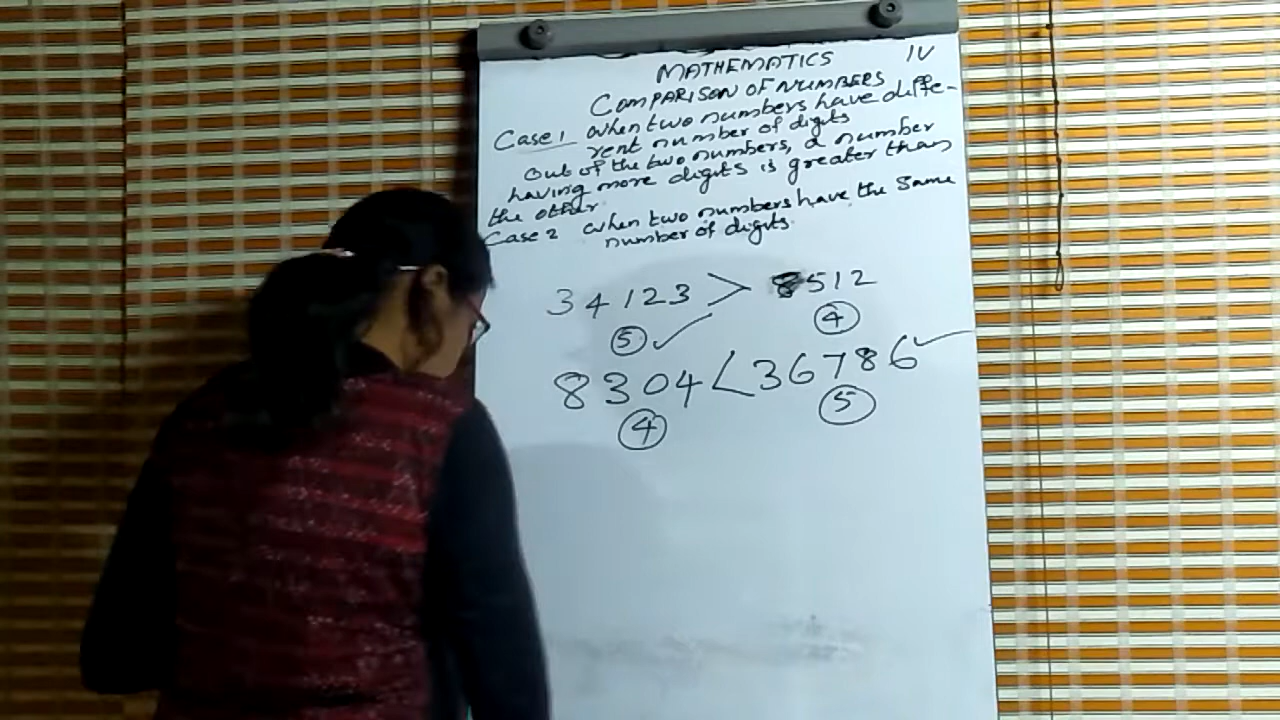 MATHEMATICS IV
COMPARISON OF NUMBERS
Case 1 When two numbers have diffe-
rent number of digits
Out of the two numbers, a number
having more digits is greater than
the other.
Case 2 When two numbers have the same
number of digits.
34123 > 8512
5 ✓ 4
8304 < 36786 ✓
4 5